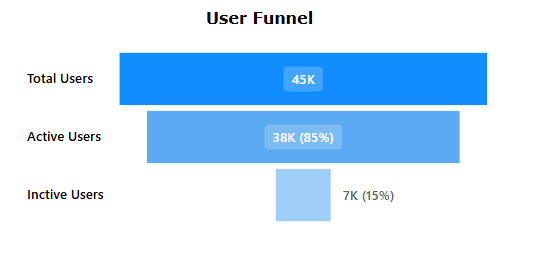 User Funnel
Total Users 45K
Active Users 38K (85%)
Inctive Users 7K (15%)